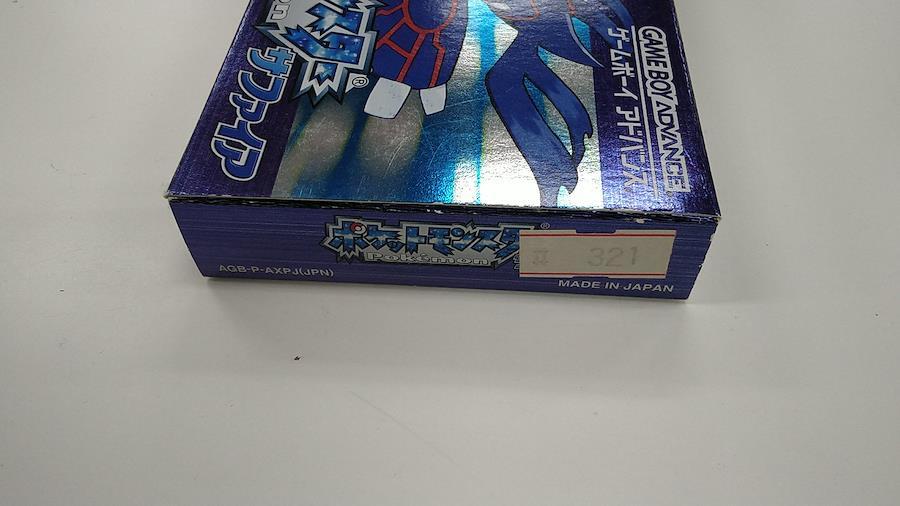 GAME BOY ADVANCE
ゲームボーイ アドバンス
サファイア
ポケットモンスター
Pokémon
321
AGB-P-AXPJ(JPN)
MADE IN JAPAN